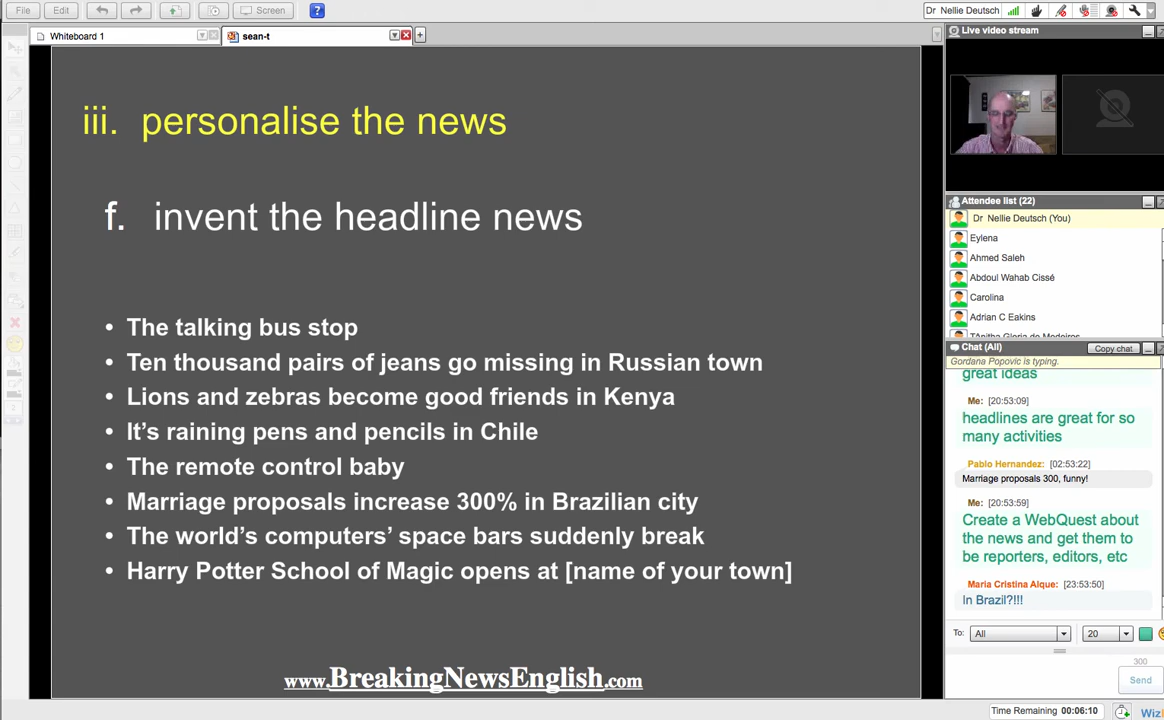 File
Edit
Screen
?
Dr Nellie Deutsch
Whiteboard 1
sean-t
Live video stream
iii. personalise the news
f. invent the headline news
• The talking bus stop
• Ten thousand pairs of jeans go missing in Russian town
• Lions and zebras become good friends in Kenya
• It's raining pens and pencils in Chile
• The remote control baby
• Marriage proposals increase 300% in Brazilian city
• The world's computers' space bars suddenly break
• Harry Potter School of Magic opens at [name of your town]
www.BreakingNewsEnglish.com
Attendee list (22)
Dr Nellie Deutsch (You)
Eylena
Ahmed Saleh
Abdoul Wahab Cissé
Carolina
Adrian C Eakins
TAnitha Gloria de Medeiros
Chat (All)
Copy chat
Gordana Popovic is typing.
great ideas
Me: [20:53:09]
headlines are great for so
many activities
Pablo Hernandez: [02:53:22]
Marriage proposals 300, funny!
Me: [20:53:59]
Create a WebQuest about
the news and get them to
be reporters, editors, etc
Maria Cristina Alque: [23:53:50]
In Brazil?!!!
To: All 20
300
Send
Time Remaining 00:06:10
Wiz